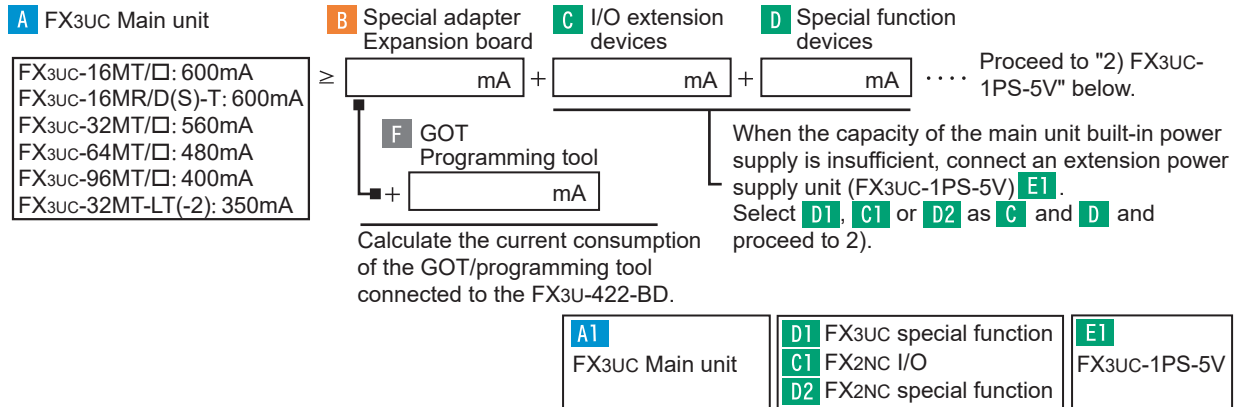 A FX3UC Main unit
B Special adapter
Expansion board
C I/O extension
devices
D Special function
devices
FX3UC-16MT/□: 600mA
FX3UC-16MR/D(S)-T: 600mA
FX3UC-32MT/□: 560mA
FX3UC-64MT/□: 480mA
FX3UC-96MT/□: 400mA
FX3UC-32MT-LT(-2): 350mA
≥ mA + mA + mA ···· Proceed to "2) FX3UC-
1PS-5V" below.
F GOT
Programming tool
+ mA
Calculate the current consumption
of the GOT/programming tool
connected to the FX3U-422-BD.
When the capacity of the main unit built-in power
supply is insufficient, connect an extension power
supply unit (FX3UC-1PS-5V) E1 .
Select D1, C1 or D2 as C and D and
proceed to 2).
A1
FX3UC Main unit
D1 FX3UC special function
C1 FX2NC I/O
D2 FX2NC special function
E1
FX3UC-1PS-5V